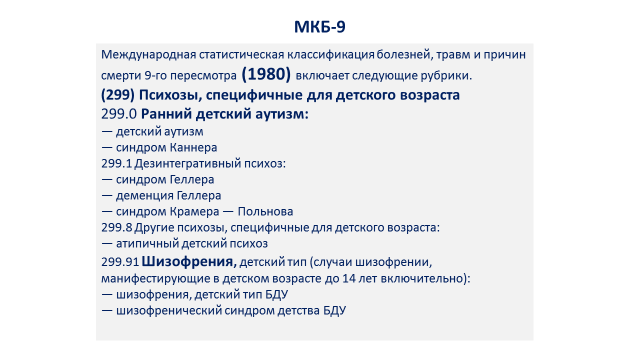 МКБ-9
Международная статистическая классификация болезней, травм и причин
смерти 9-го пересмотра (1980) включает следующие рубрики.
(299) Психозы, специфичные для детского возраста
299.0 Ранний детский аутизм:
— детский аутизм
— синдром Каннера
299.1 Дезинтегративный психоз:
— синдром Геллера
— деменция Геллера
— синдром Крамера — Польнова
299.8 Другие психозы, специфичные для детского возраста:
— атипичный детский психоз
299.91 Шизофрения, детский тип (случаи шизофрении,
манифестирующие в детском возрасте до 14 лет включительно):
— шизофрения, детский тип БДУ
— шизофренический синдром детства БДУ